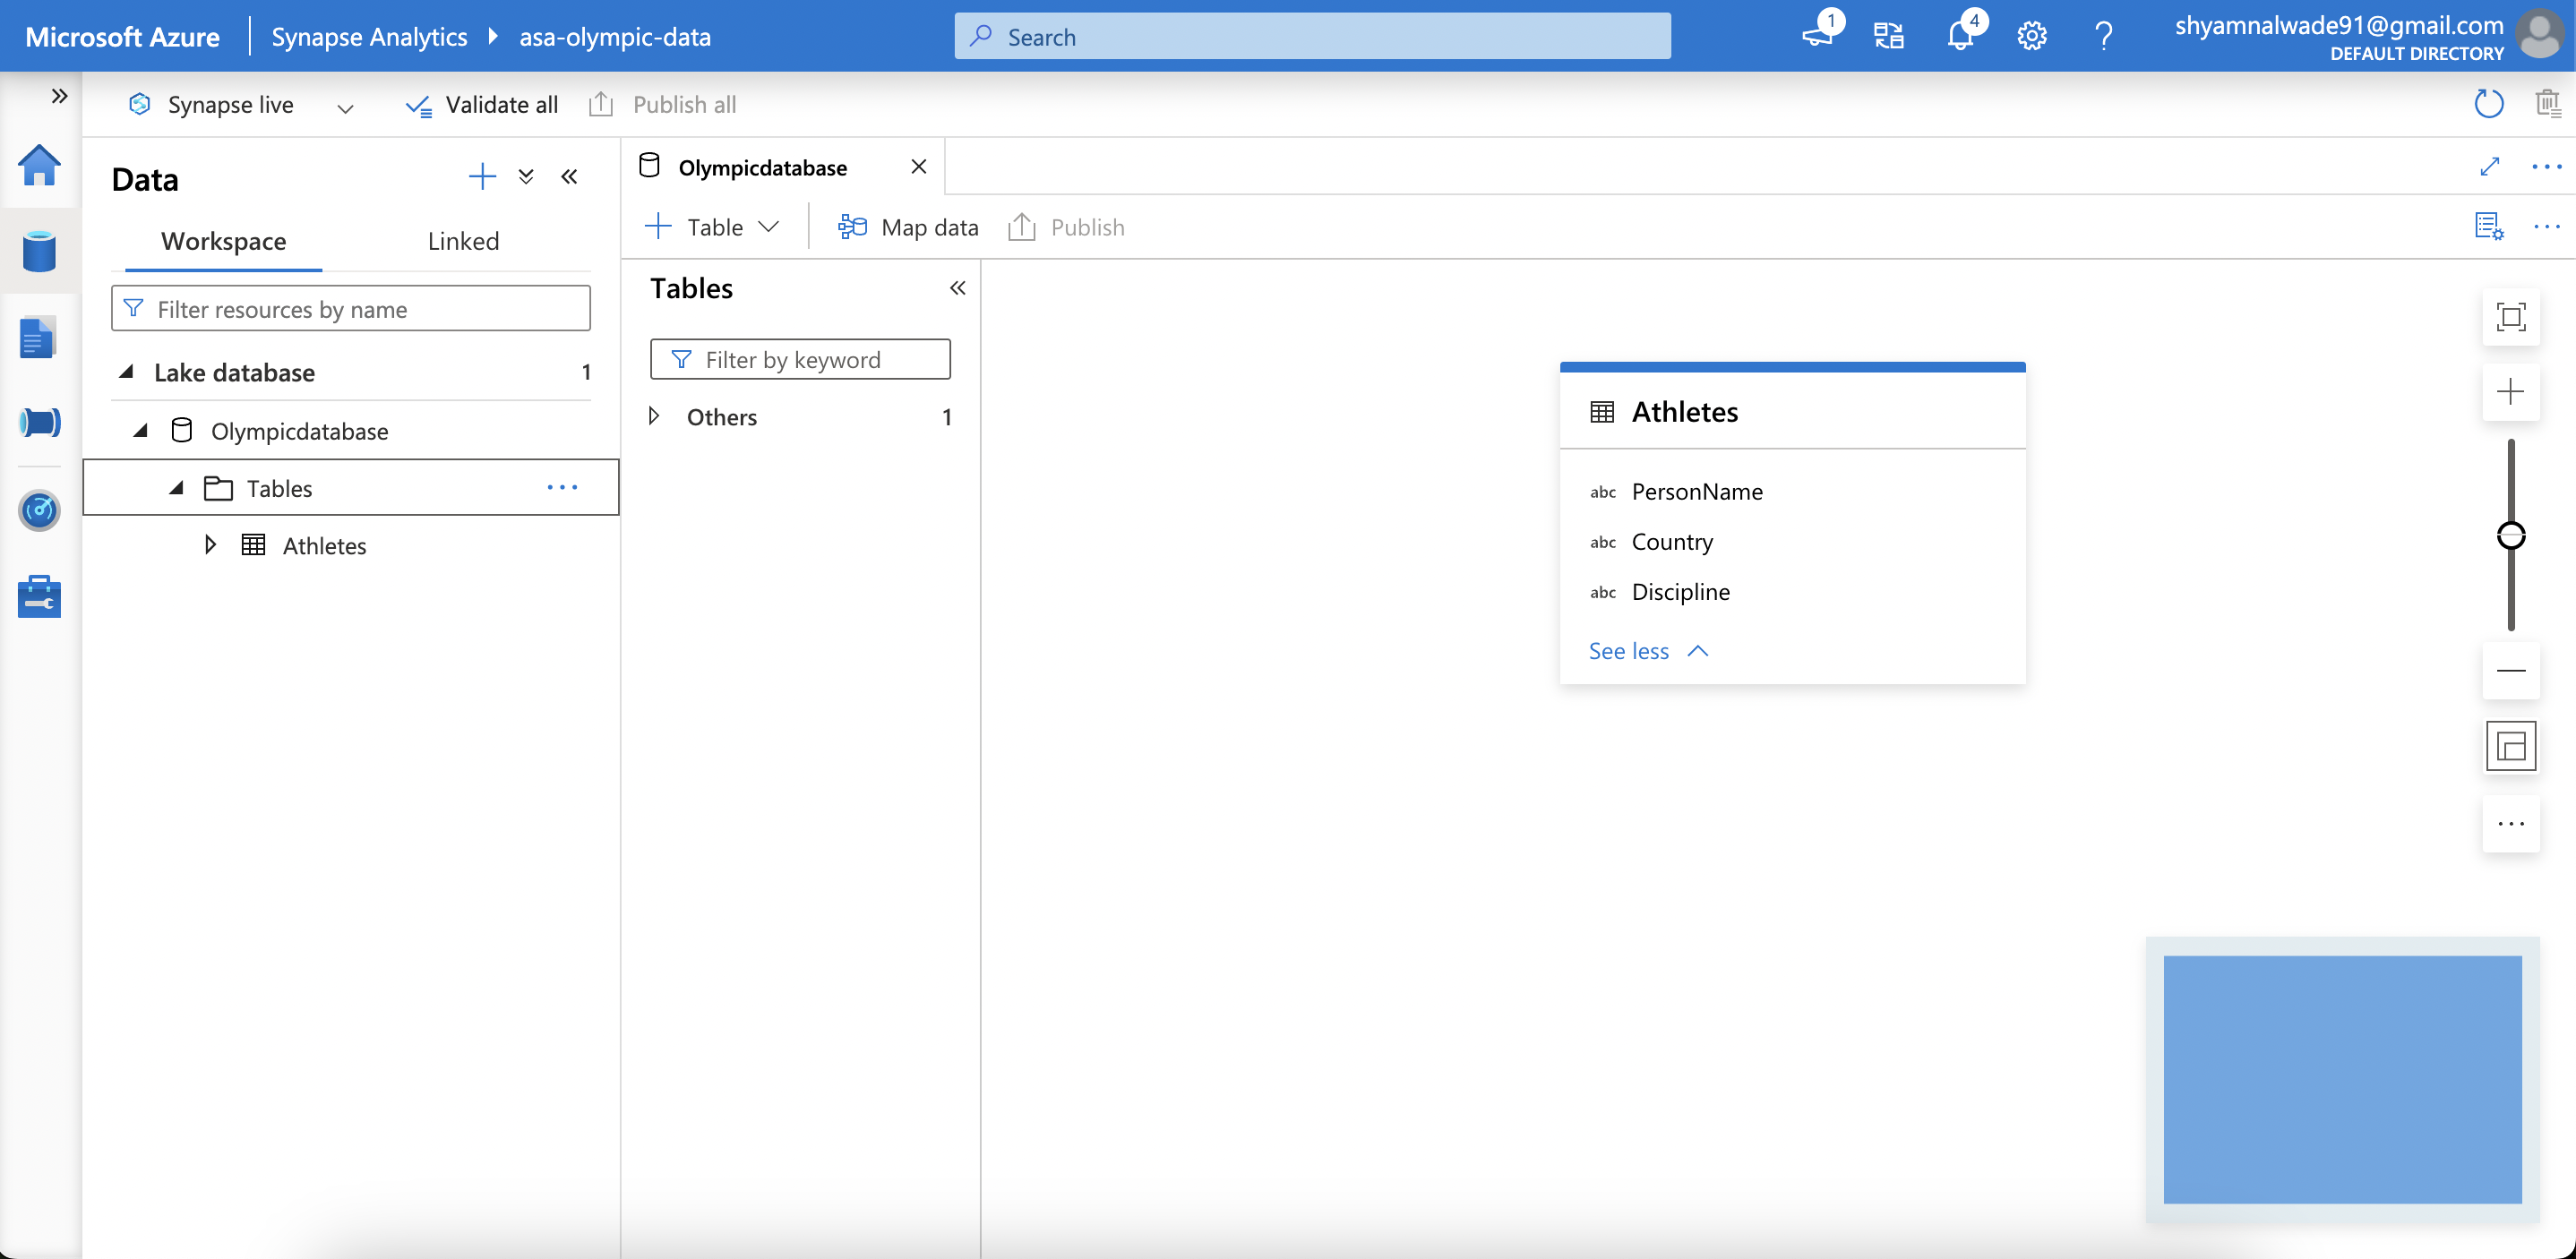 Microsoft Azure
Synapse Analytics
asa-olympic-data
Search
1
4
shyamnalwade91@gmail.com
DEFAULT DIRECTORY
Synapse live
Validate all
Publish all
Data
Workspace
Linked
Filter resources by name
Lake database 1
Olympicdatabase
Tables
Athletes
Olympicdatabase
Table
Map data
Publish
Tables
Filter by keyword
Others 1
Athletes
abc PersonName
abc Country
abc Discipline
See less